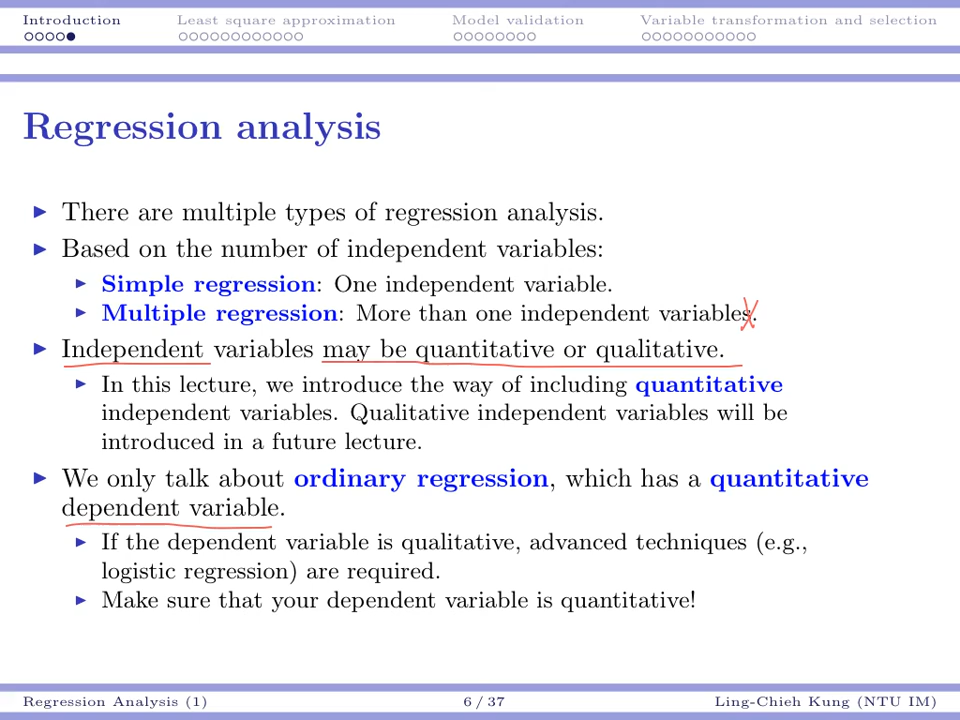 Introduction
Least square approximation
Model validation
Variable transformation and selection
Regression analysis
There are multiple types of regression analysis.
Based on the number of independent variables:
Simple regression: One independent variable.
Multiple regression: More than one independent variables.
Independent variables may be quantitative or qualitative.
In this lecture, we introduce the way of including quantitative
independent variables. Qualitative independent variables will be
introduced in a future lecture.
We only talk about ordinary regression, which has a quantitative
dependent variable.
If the dependent variable is qualitative, advanced techniques (e.g.,
logistic regression) are required.
Make sure that your dependent variable is quantitative!
Regression Analysis (1)
6 / 37
Ling-Chieh Kung (NTU IM)